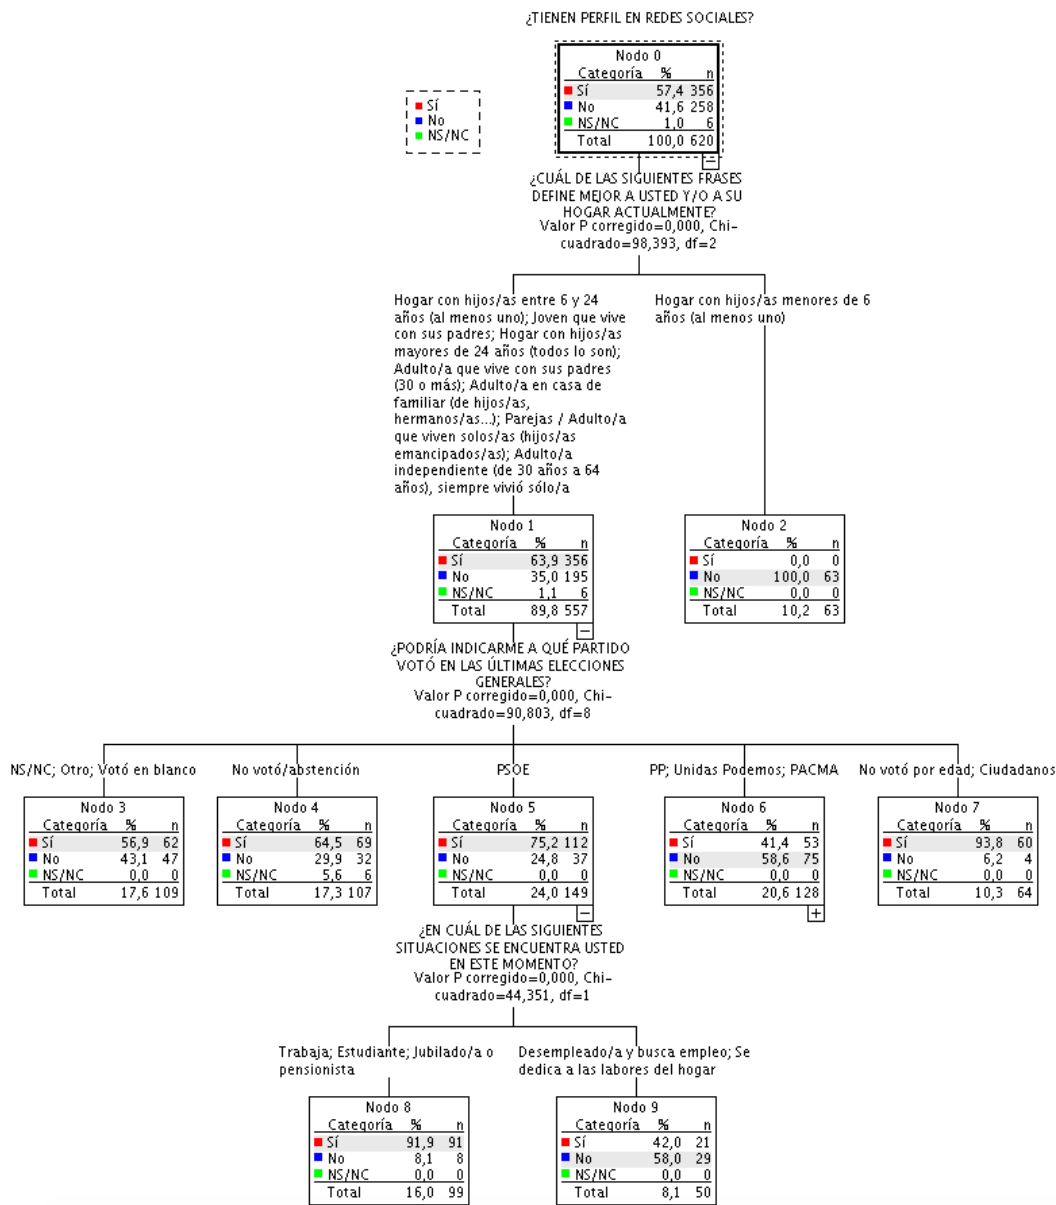 ¿TIENEN PERFIL EN REDES SOCIALES?
Nodo 0
Categoría % n
Sí 57,4 356
No 41,6 258
NS/NC 1,0 6
Total 100,0 620
Sí
No
NS/NC
¿CUÁL DE LAS SIGUIENTES FRASES
DEFINE MEJOR A USTED Y/O A SU
HOGAR ACTUALMENTE?
Valor P corregido=0,000, Chi-
cuadrado=98,393, df=2
Hogar con hijos/as entre 6 y 24
años (al menos uno); Joven que vive
con sus padres; Hogar con hijos/as
mayores de 24 años (todos lo son);
Adulto/a que vive con sus padres
(30 o más); Adulto/a en casa de
familiar (de hijos/as,
hermanos/as...); Parejas / Adulto/a
que viven solos/as (hijos/as
emancipados/as); Adulto/a
independiente (de 30 años a 64
años), siempre vivió sólo/a
Hogar con hijos/as menores de 6
años (al menos uno)
Nodo 1
Categoría % n
Sí 63,9 356
No 35,0 195
NS/NC 1,1 6
Total 89,8 557
Nodo 2
Categoría % n
Sí 0,0 0
No 100,0 63
NS/NC 0,0 0
Total 10,2 63
¿PODRÍA INDICARME A QUÉ PARTIDO
VOTÓ EN LAS ÚLTIMAS ELECCIONES
GENERALES?
Valor P corregido=0,000, Chi-
cuadrado=90,803, df=8
NS/NC; Otro; Votó en blanco
No votó/abstención
PSOE
PP; Unidas Podemos; PACMA
No votó por edad; Ciudadanos
Nodo 3
Categoría % n
Sí 56,9 62
No 43,1 47
NS/NC 0,0 0
Total 17,6 109
Nodo 4
Categoría % n
Sí 64,5 69
No 29,9 32
NS/NC 5,6 6
Total 17,3 107
Nodo 5
Categoría % n
Sí 75,2 112
No 24,8 37
NS/NC 0,0 0
Total 24,0 149
Nodo 6
Categoría % n
Sí 41,4 53
No 58,6 75
NS/NC 0,0 0
Total 20,6 128
Nodo 7
Categoría % n
Sí 93,8 60
No 6,2 4
NS/NC 0,0 0
Total 10,3 64
¿EN CUÁL DE LAS SIGUIENTES
SITUACIONES SE ENCUENTRA USTED
EN ESTE MOMENTO?
Valor P corregido=0,000, Chi-
cuadrado=44,351, df=1
Trabaja; Estudiante; Jubilado/a o
pensionista
Desempleado/a y busca empleo; Se
dedica a las labores del hogar
Nodo 8
Categoría % n
Sí 91,9 91
No 8,1 8
NS/NC 0,0 0
Total 16,0 99
Nodo 9
Categoría % n
Sí 42,0 21
No 58,0 29
NS/NC 0,0 0
Total 8,1 50